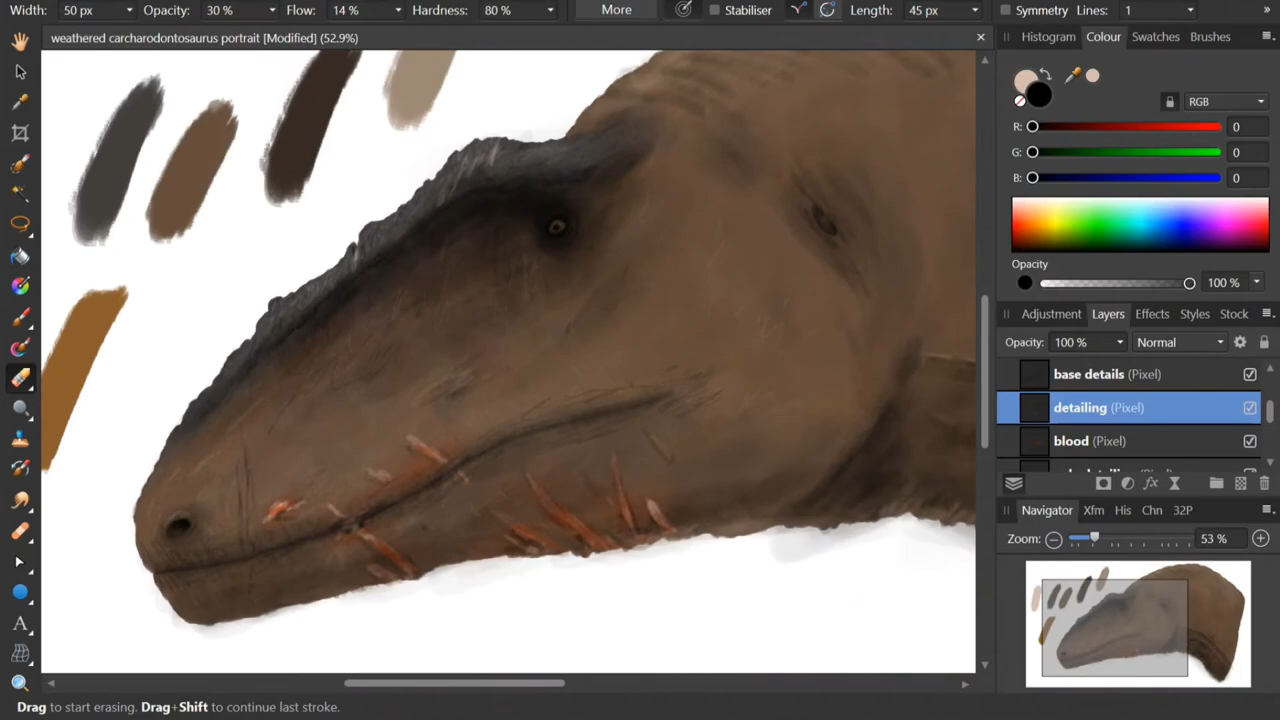 Width: 50 px Opacity: 30 % Flow: 14 % Hardness: 80 % More Stabiliser Length: 45 px Symmetry Lines: 1 »
weathered carcharodontosaurus portrait [Modified] (52.9%)
Histogram Colour Swatches Brushes
RGB
R: 0
G: 0
B: 0
Opacity
100 %
Adjustment Layers Effects Styles Stock
Opacity: 100 % Normal
base details (Pixel)
detailing (Pixel)
blood (Pixel)
Navigator Xfm His Chn 32P
Zoom: 53 %
A
Drag to start erasing. Drag+Shift to continue last stroke.